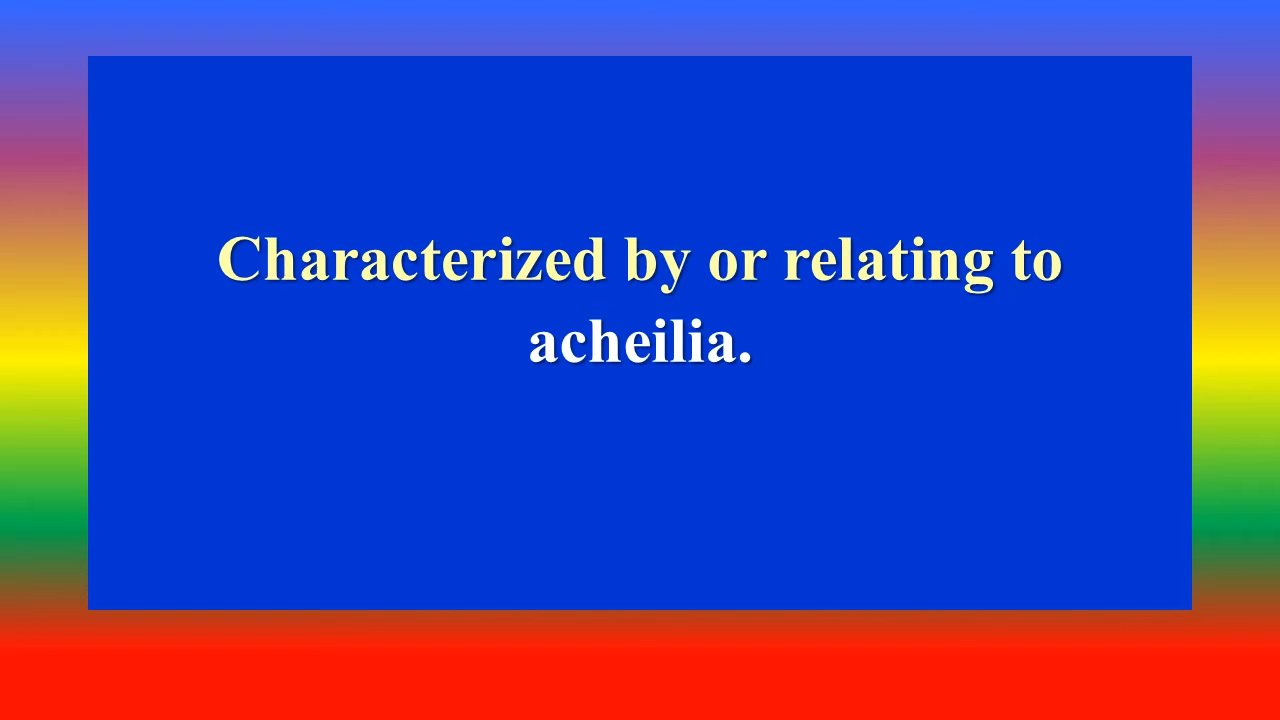 Characterized by or relating to
acheilia.